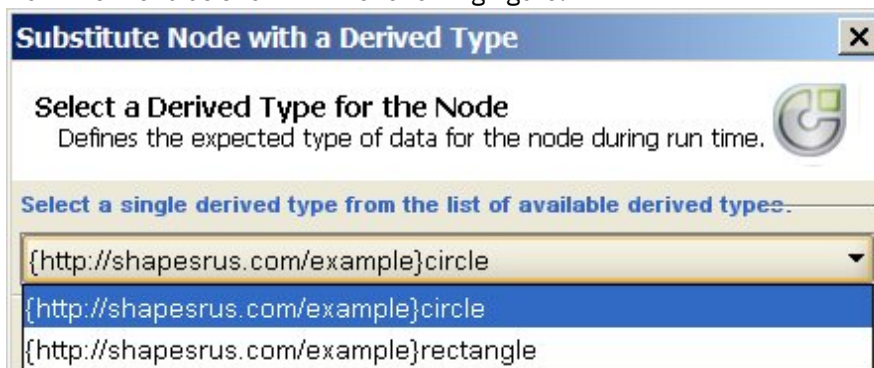 Substitute Node with a Derived Type
Select a Derived Type for the Node
Defines the expected type of data for the node during run time.
Select a single derived type from the list of available derived types.
{http://shapesrus.com/example}circle
{http://shapesrus.com/example}circle
{http://shapesrus.com/example}rectangle